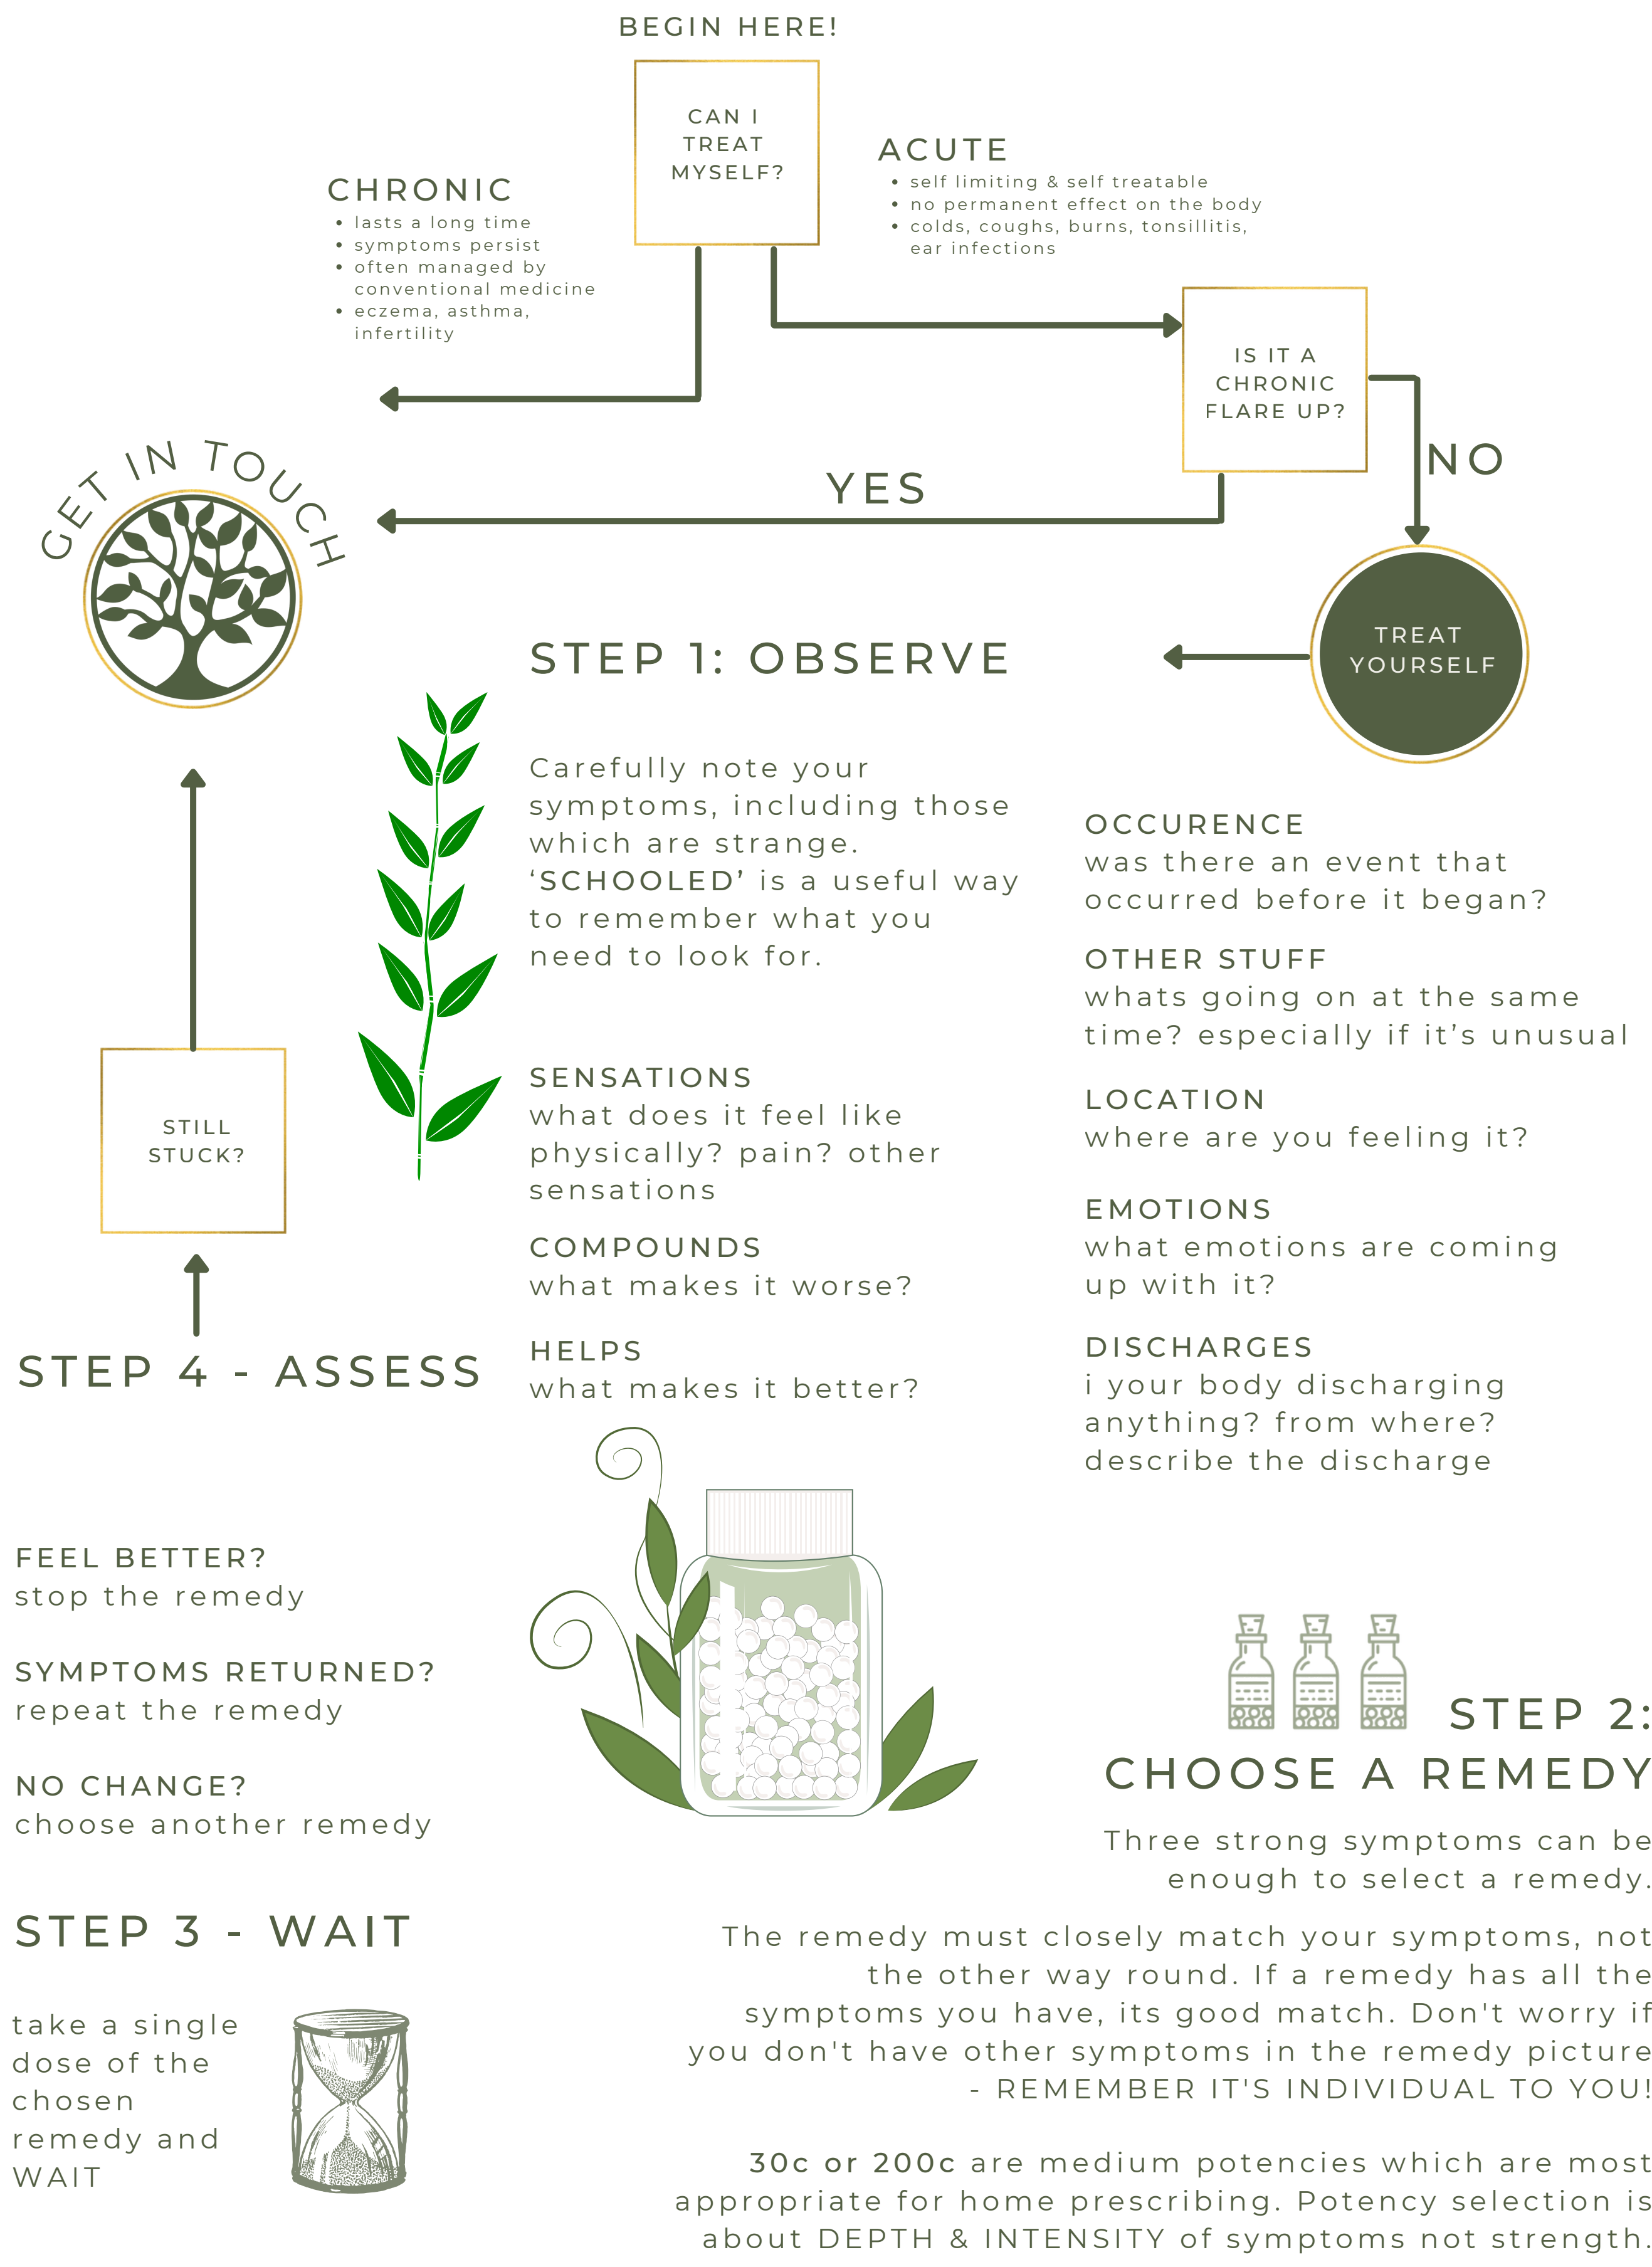 BEGIN HERE!
CAN I
TREAT
MYSELF?
CHRONIC
• lasts a long time
• symptoms persist
• often managed by
conventional medicine
• eczema, asthma,
infertility
ACUTE
• self limiting & self treatable
• no permanent effect on the body
• colds, coughs, burns, tonsillitis,
ear infections
IS IT A
CHRONIC
FLARE UP?
NO
YES
GET IN TOUCH
TREAT
YOURSELF
STEP 1: OBSERVE
Carefully note your
symptoms, including those
which are strange.
‘SCHOOLED’ is a useful way
to remember what you
need to look for.
SENSATIONS
what does it feel like
physically? pain? other
sensations
COMPOUNDS
what makes it worse?
HELPS
what makes it better?
OCCURENCE
was there an event that
occurred before it began?
OTHER STUFF
whats going on at the same
time? especially if it’s unusual
LOCATION
where are you feeling it?
EMOTIONS
what emotions are coming
up with it?
DISCHARGES
i your body discharging
anything? from where?
describe the discharge
STEP 2:
CHOOSE A REMEDY
Three strong symptoms can be
enough to select a remedy.
The remedy must closely match your symptoms, not
the other way round. If a remedy has all the
symptoms you have, its good match. Don't worry if
you don't have other symptoms in the remedy picture
- REMEMBER IT'S INDIVIDUAL TO YOU!
30c or 200c are medium potencies which are most
appropriate for home prescribing. Potency selection is
about DEPTH & INTENSITY of symptoms not strength.
STEP 3 - WAIT
take a single
dose of the
chosen
remedy and
WAIT
STEP 4 - ASSESS
FEEL BETTER?
stop the remedy
SYMPTOMS RETURNED?
repeat the remedy
NO CHANGE?
choose another remedy
STILL
STUCK?